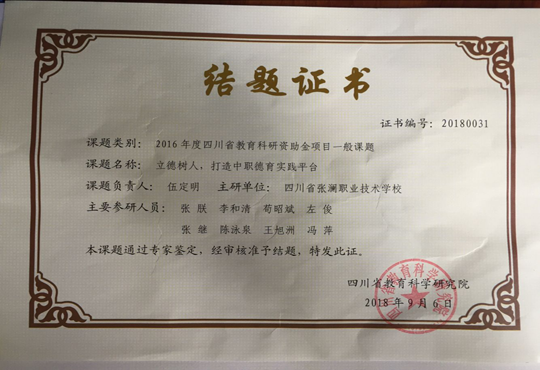 结题证书
证书编号：20180031
课题类别：2016年度四川省教育科研资助金项目一般课题
课题名称：立德树人，打造中职德育实践平台
课题负责人：伍定明 主研单位：四川省张澜职业技术学校
主要参研人员：张朕 李和清 荀昭斌 左俊
张继 陈泳泉 王旭洲 冯萍
本课题通过专家鉴定，经审核准予结题，特发此证。
四川省教育科学研究院
2018年9月6日